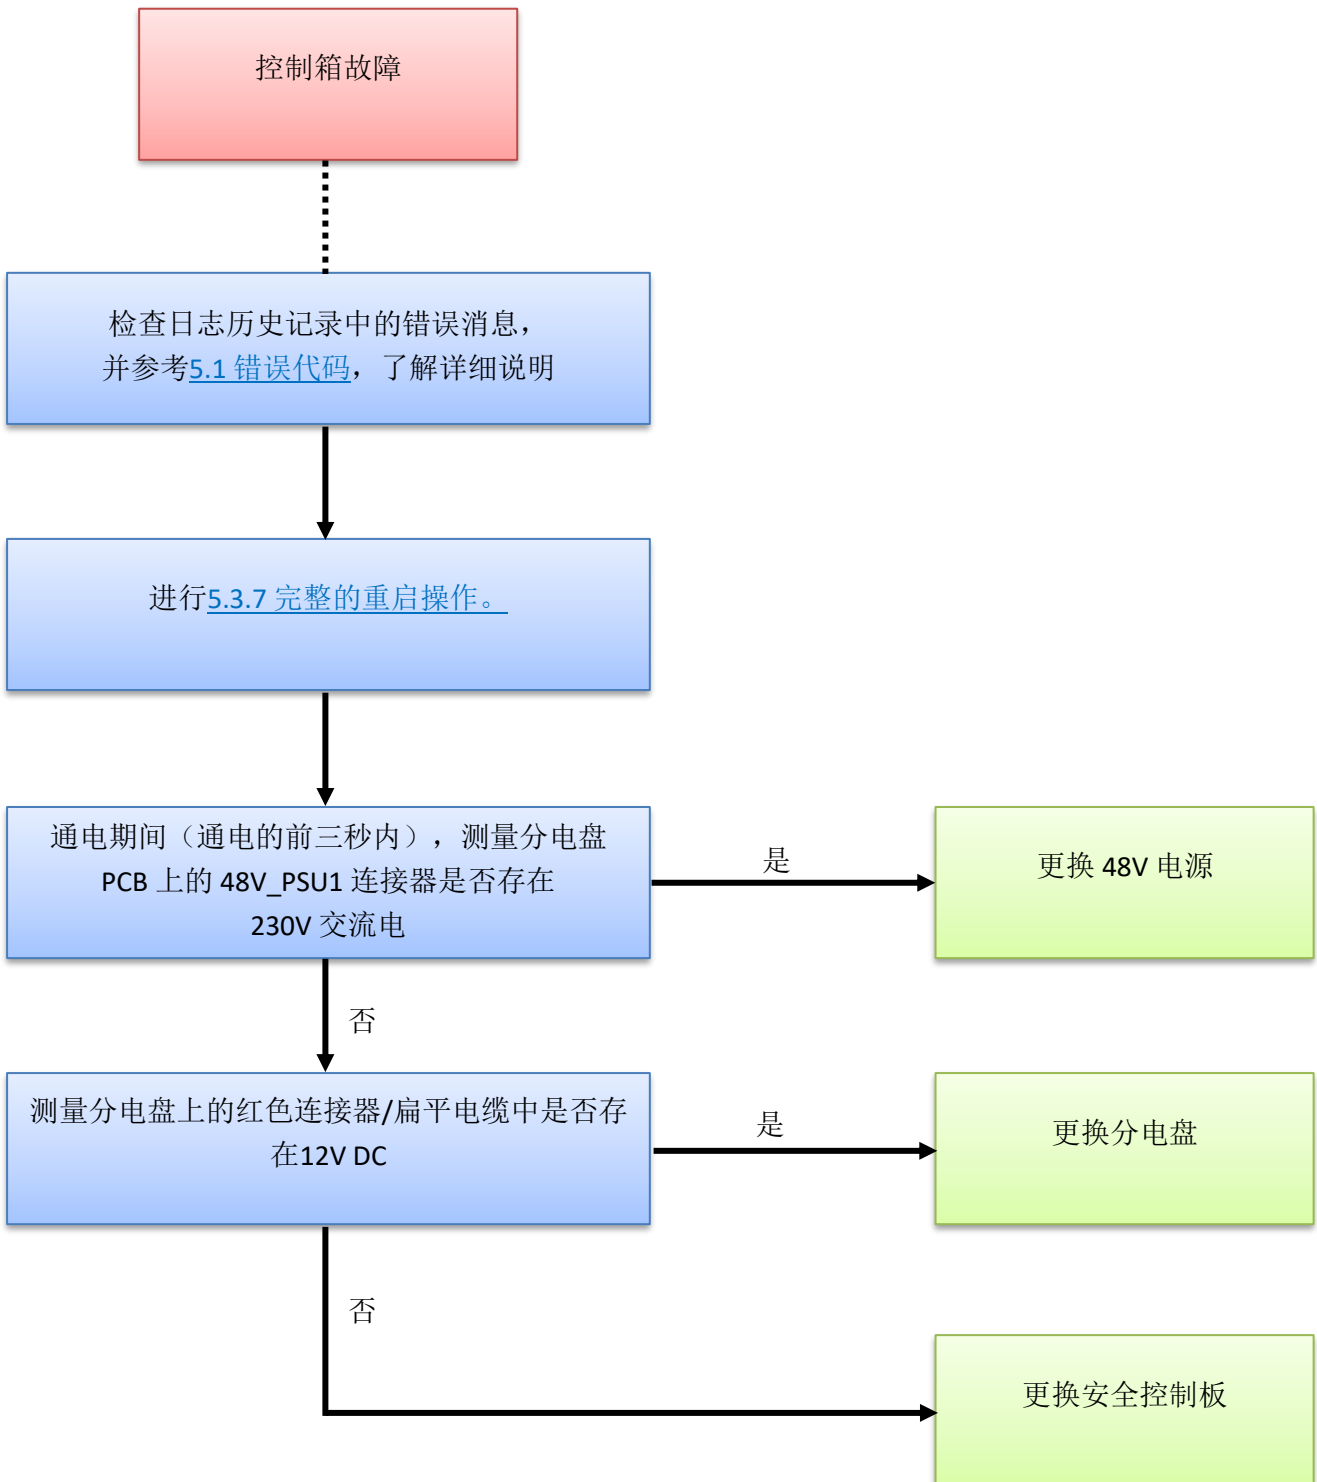 控制箱故障
检查日志历史记录中的错误消息，
并参考5.1 错误代码，了解详细说明
进行5.3.7 完整的重启操作。
通电期间（通电的前三秒内），测量分电盘
PCB 上的 48V_PSU1 连接器是否存在
230V 交流电
是
更换 48V 电源
否
测量分电盘上的红色连接器/扁平电缆中是否存
在12V DC
是
更换分电盘
否
更换安全控制板